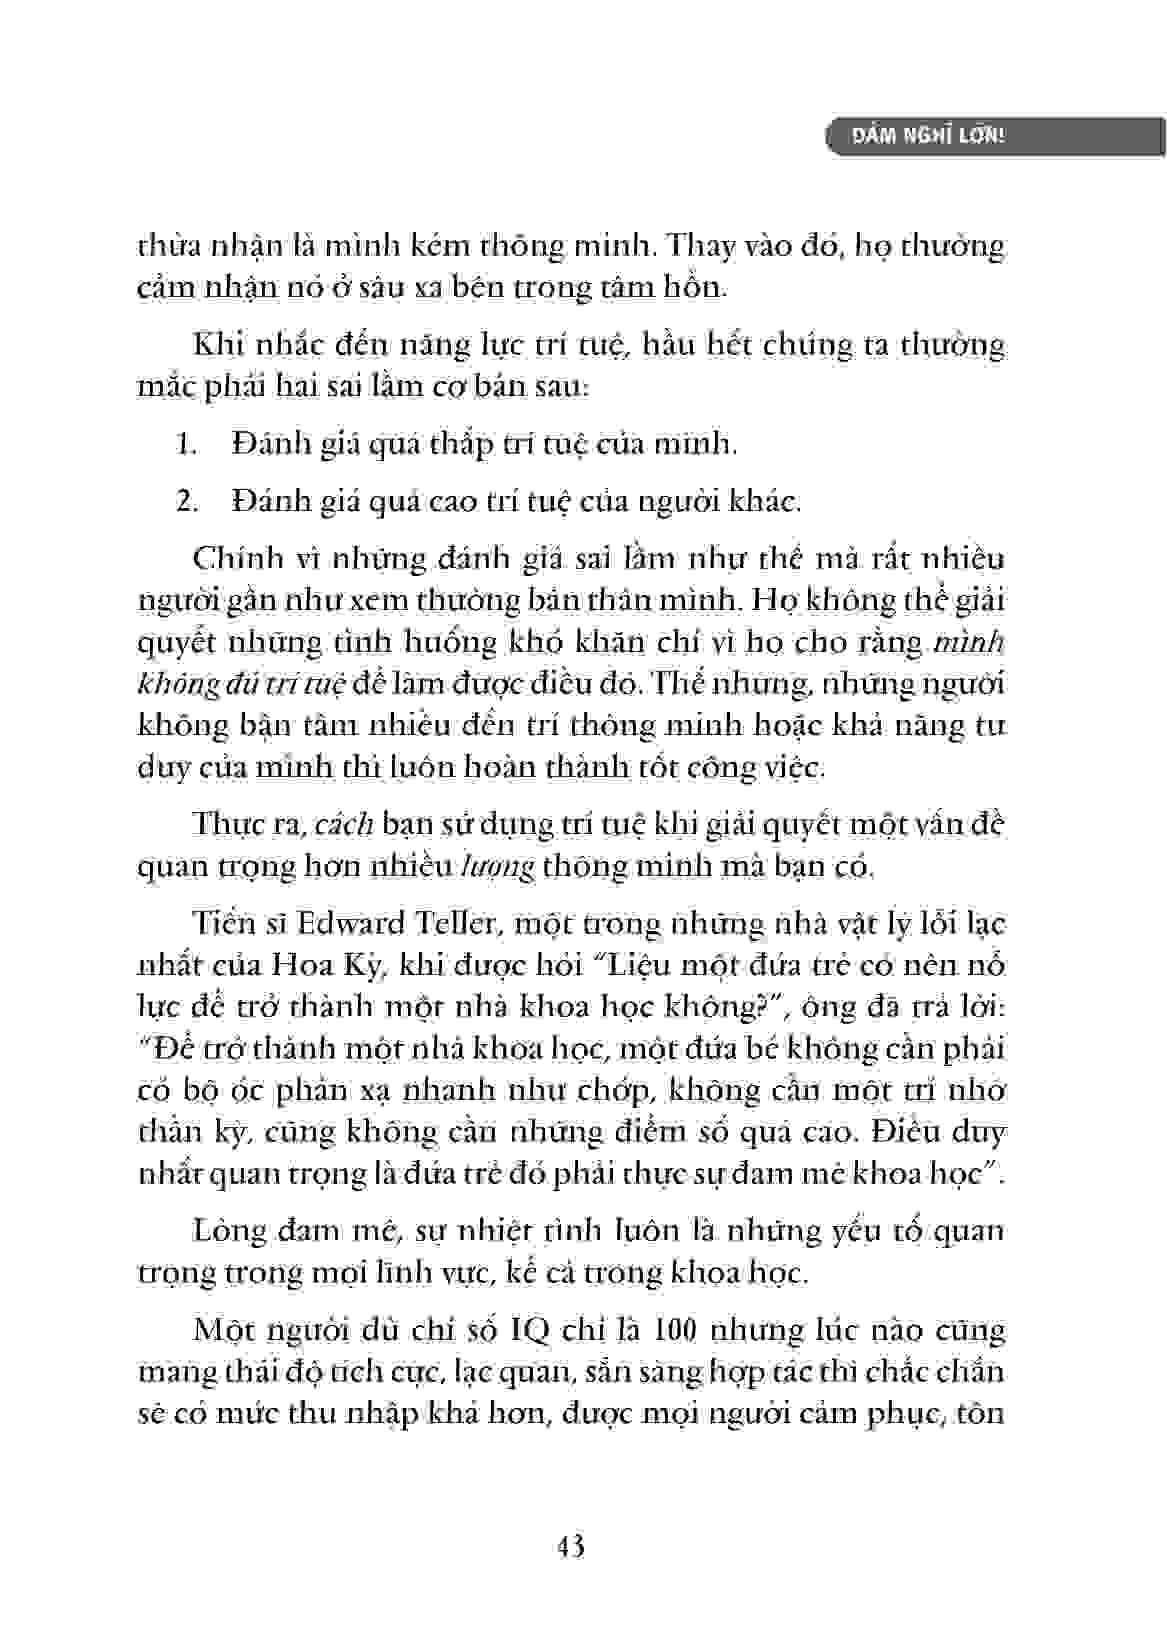 DÁM NGHĨ LỚN!
thừa nhận là mình kém thông minh. Thay vào đó, họ thường
cảm nhận nó ở sâu xa bên trong tâm hồn.
Khi nhắc đến năng lực trí tuệ, hầu hết chúng ta thường
mắc phải hai sai lầm cơ bản sau:
1. Đánh giá quá thấp trí tuệ của mình.
2. Đánh giá quá cao trí tuệ của người khác.
Chính vì những đánh giá sai lầm như thế mà rất nhiều
người gần như xem thường bản thân mình. Họ không thể giải
quyết những tình huống khó khăn chỉ vì họ cho rằng mình
không đủ trí tuệ để làm được điều đó. Thế nhưng, những người
không bận tâm nhiều đến trí thông minh hoặc khả năng tư
duy của mình thì luôn hoàn thành tốt công việc.
Thực ra, cách bạn sử dụng trí tuệ khi giải quyết một vấn đề
quan trọng hơn nhiều lượng thông minh mà bạn có.
Tiến sĩ Edward Teller, một trong những nhà vật lý lỗi lạc
nhất của Hoa Kỳ, khi được hỏi “Liệu một đứa trẻ có nên nỗ
lực để trở thành một nhà khoa học không?”, ông đã trả lời:
“Để trở thành một nhà khoa học, một đứa bé không cần phải
có bộ óc phản xạ nhanh như chớp, không cần một trí nhớ
thần kỳ, cũng không cần những điểm số quá cao. Điều duy
nhất quan trọng là đứa trẻ đó phải thực sự đam mê khoa học”.
Lòng đam mê, sự nhiệt tình luôn là những yếu tố quan
trọng trong mọi lĩnh vực, kể cả trong khoa học.
Một người dù chỉ số IQ chỉ là 100 nhưng lúc nào cũng
mang thái độ tích cực, lạc quan, sẵn sàng hợp tác thì chắc chắn
sẽ có mức thu nhập khá hơn, được mọi người cảm phục, tôn
43